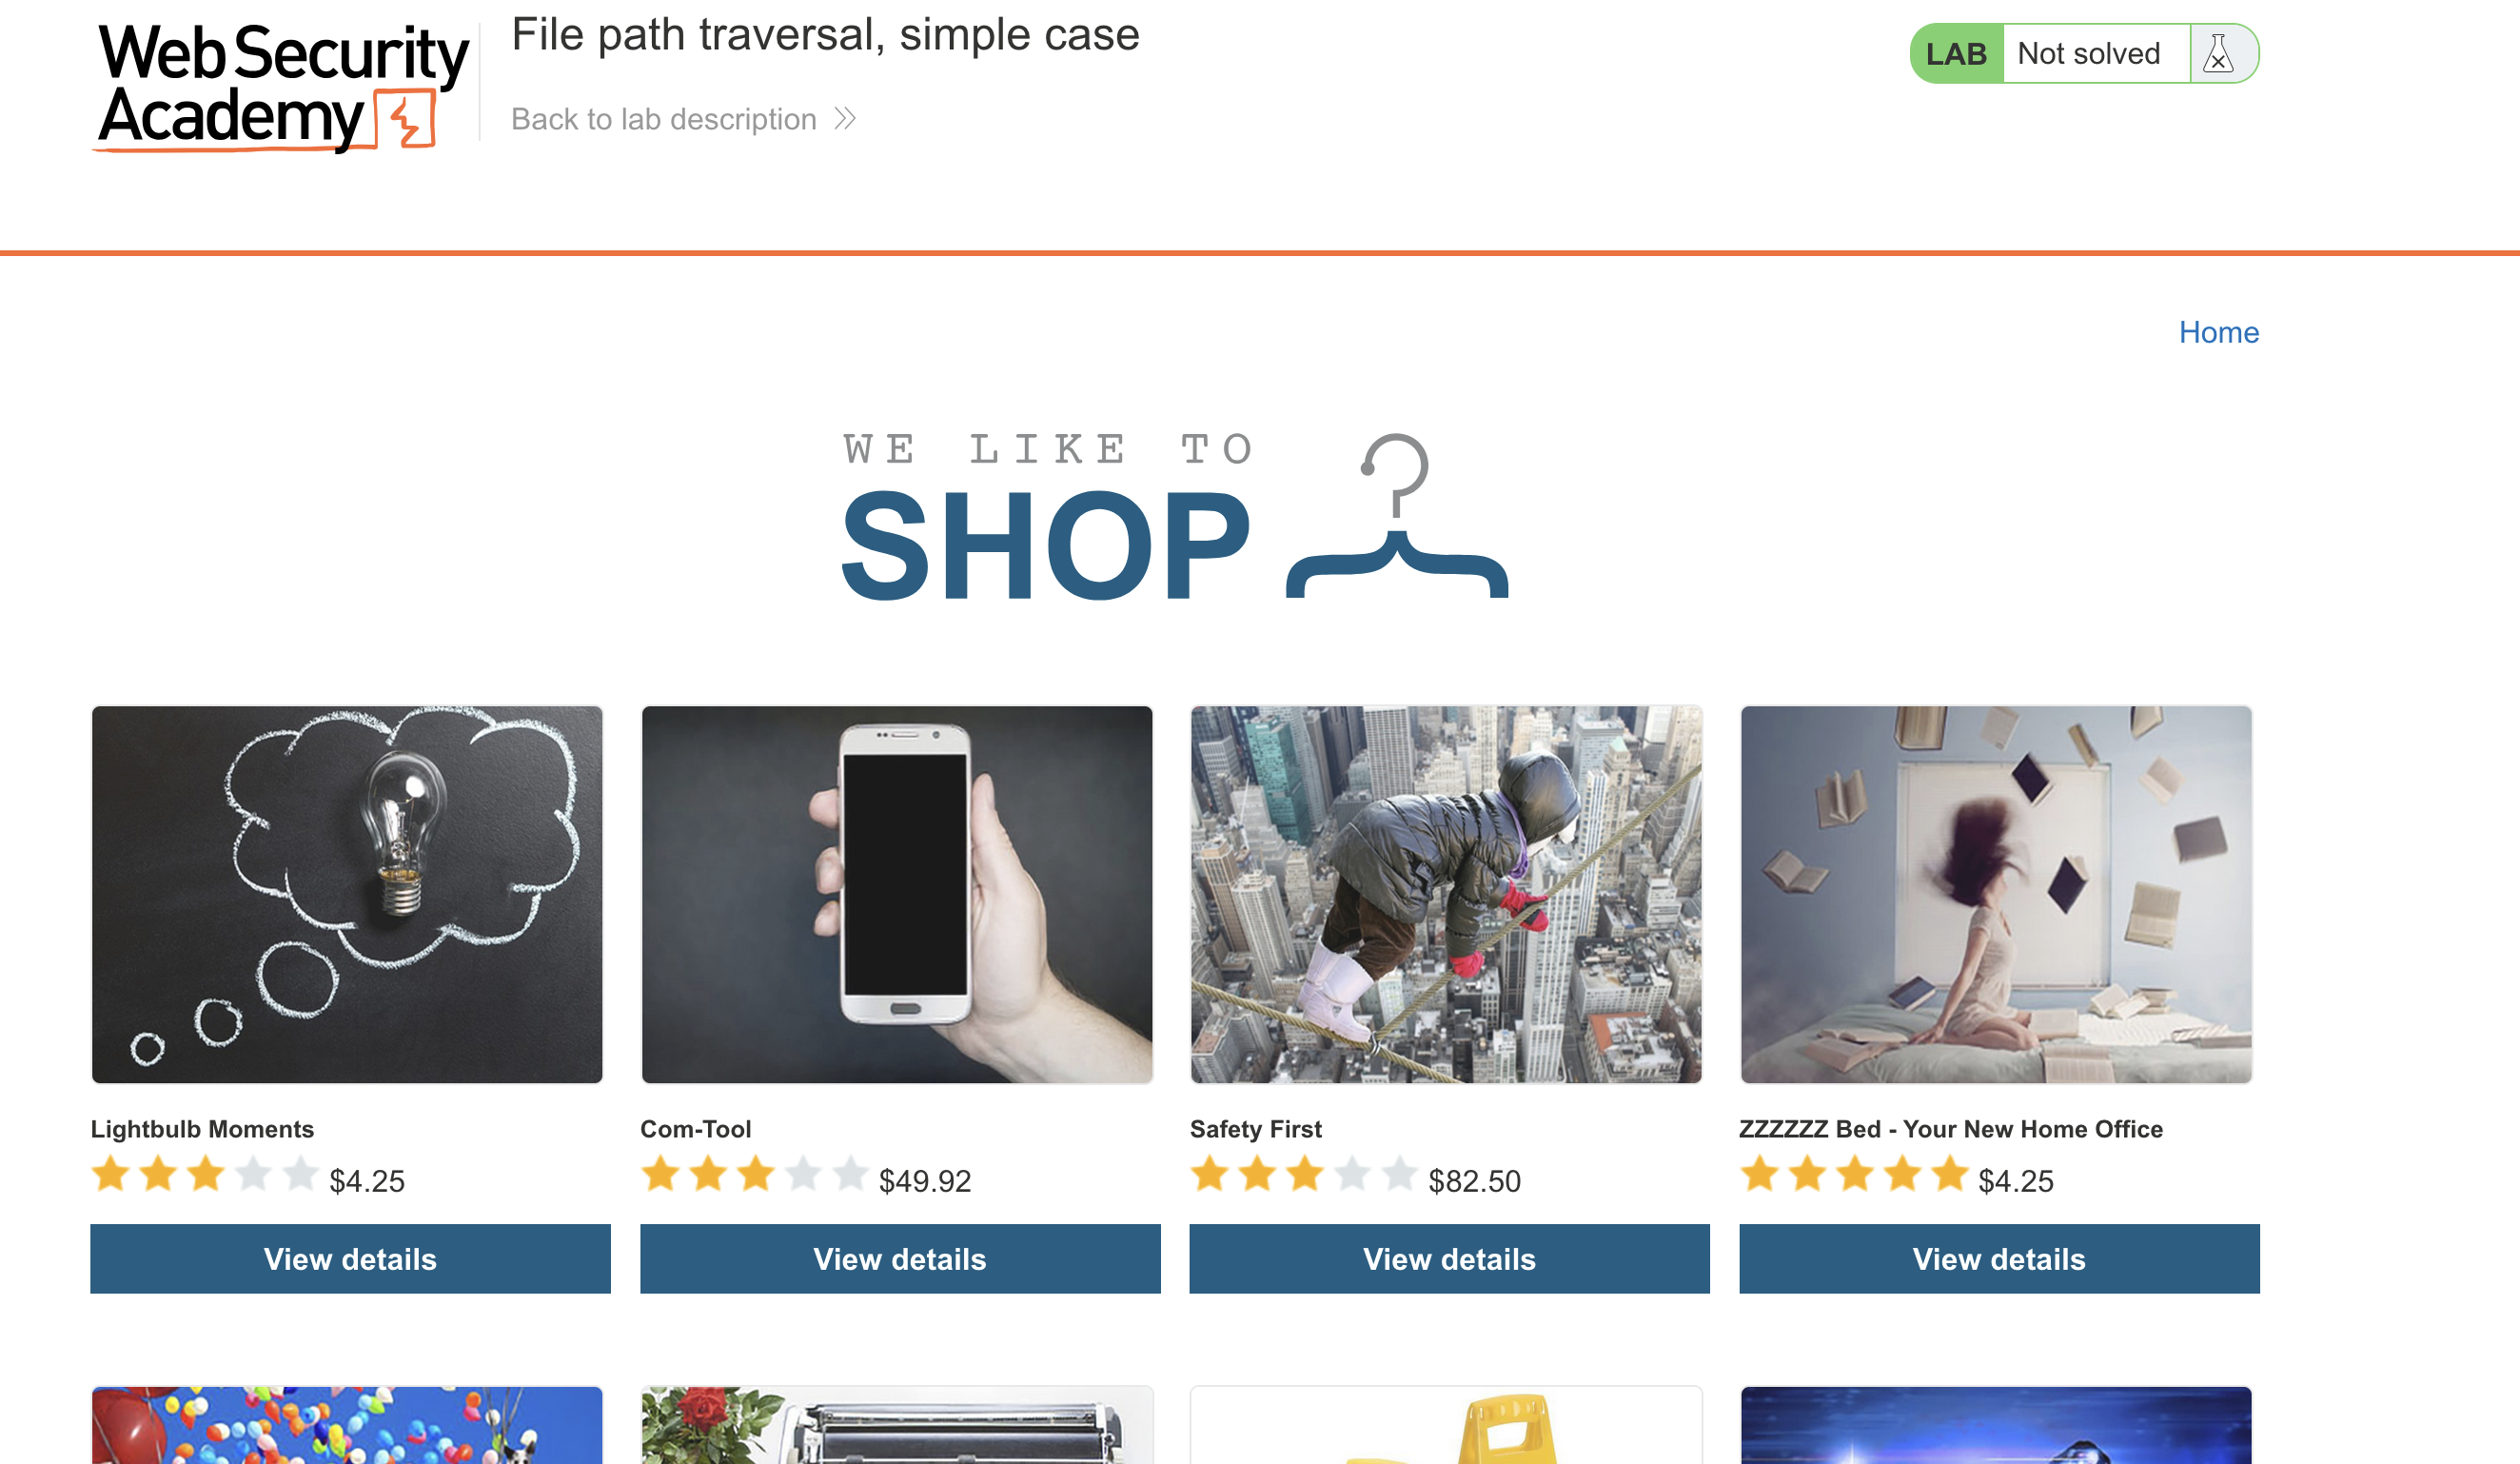 Web Security
Academy
File path traversal, simple case
Back to lab description
LAB Not solved
Home
WE LIKE TO
SHOP
Lightbulb Moments
$4.25
View details
Com-Tool
$49.92
View details
Safety First
$82.50
View details
ZZZZZZ Bed - Your New Home Office
$4.25
View details